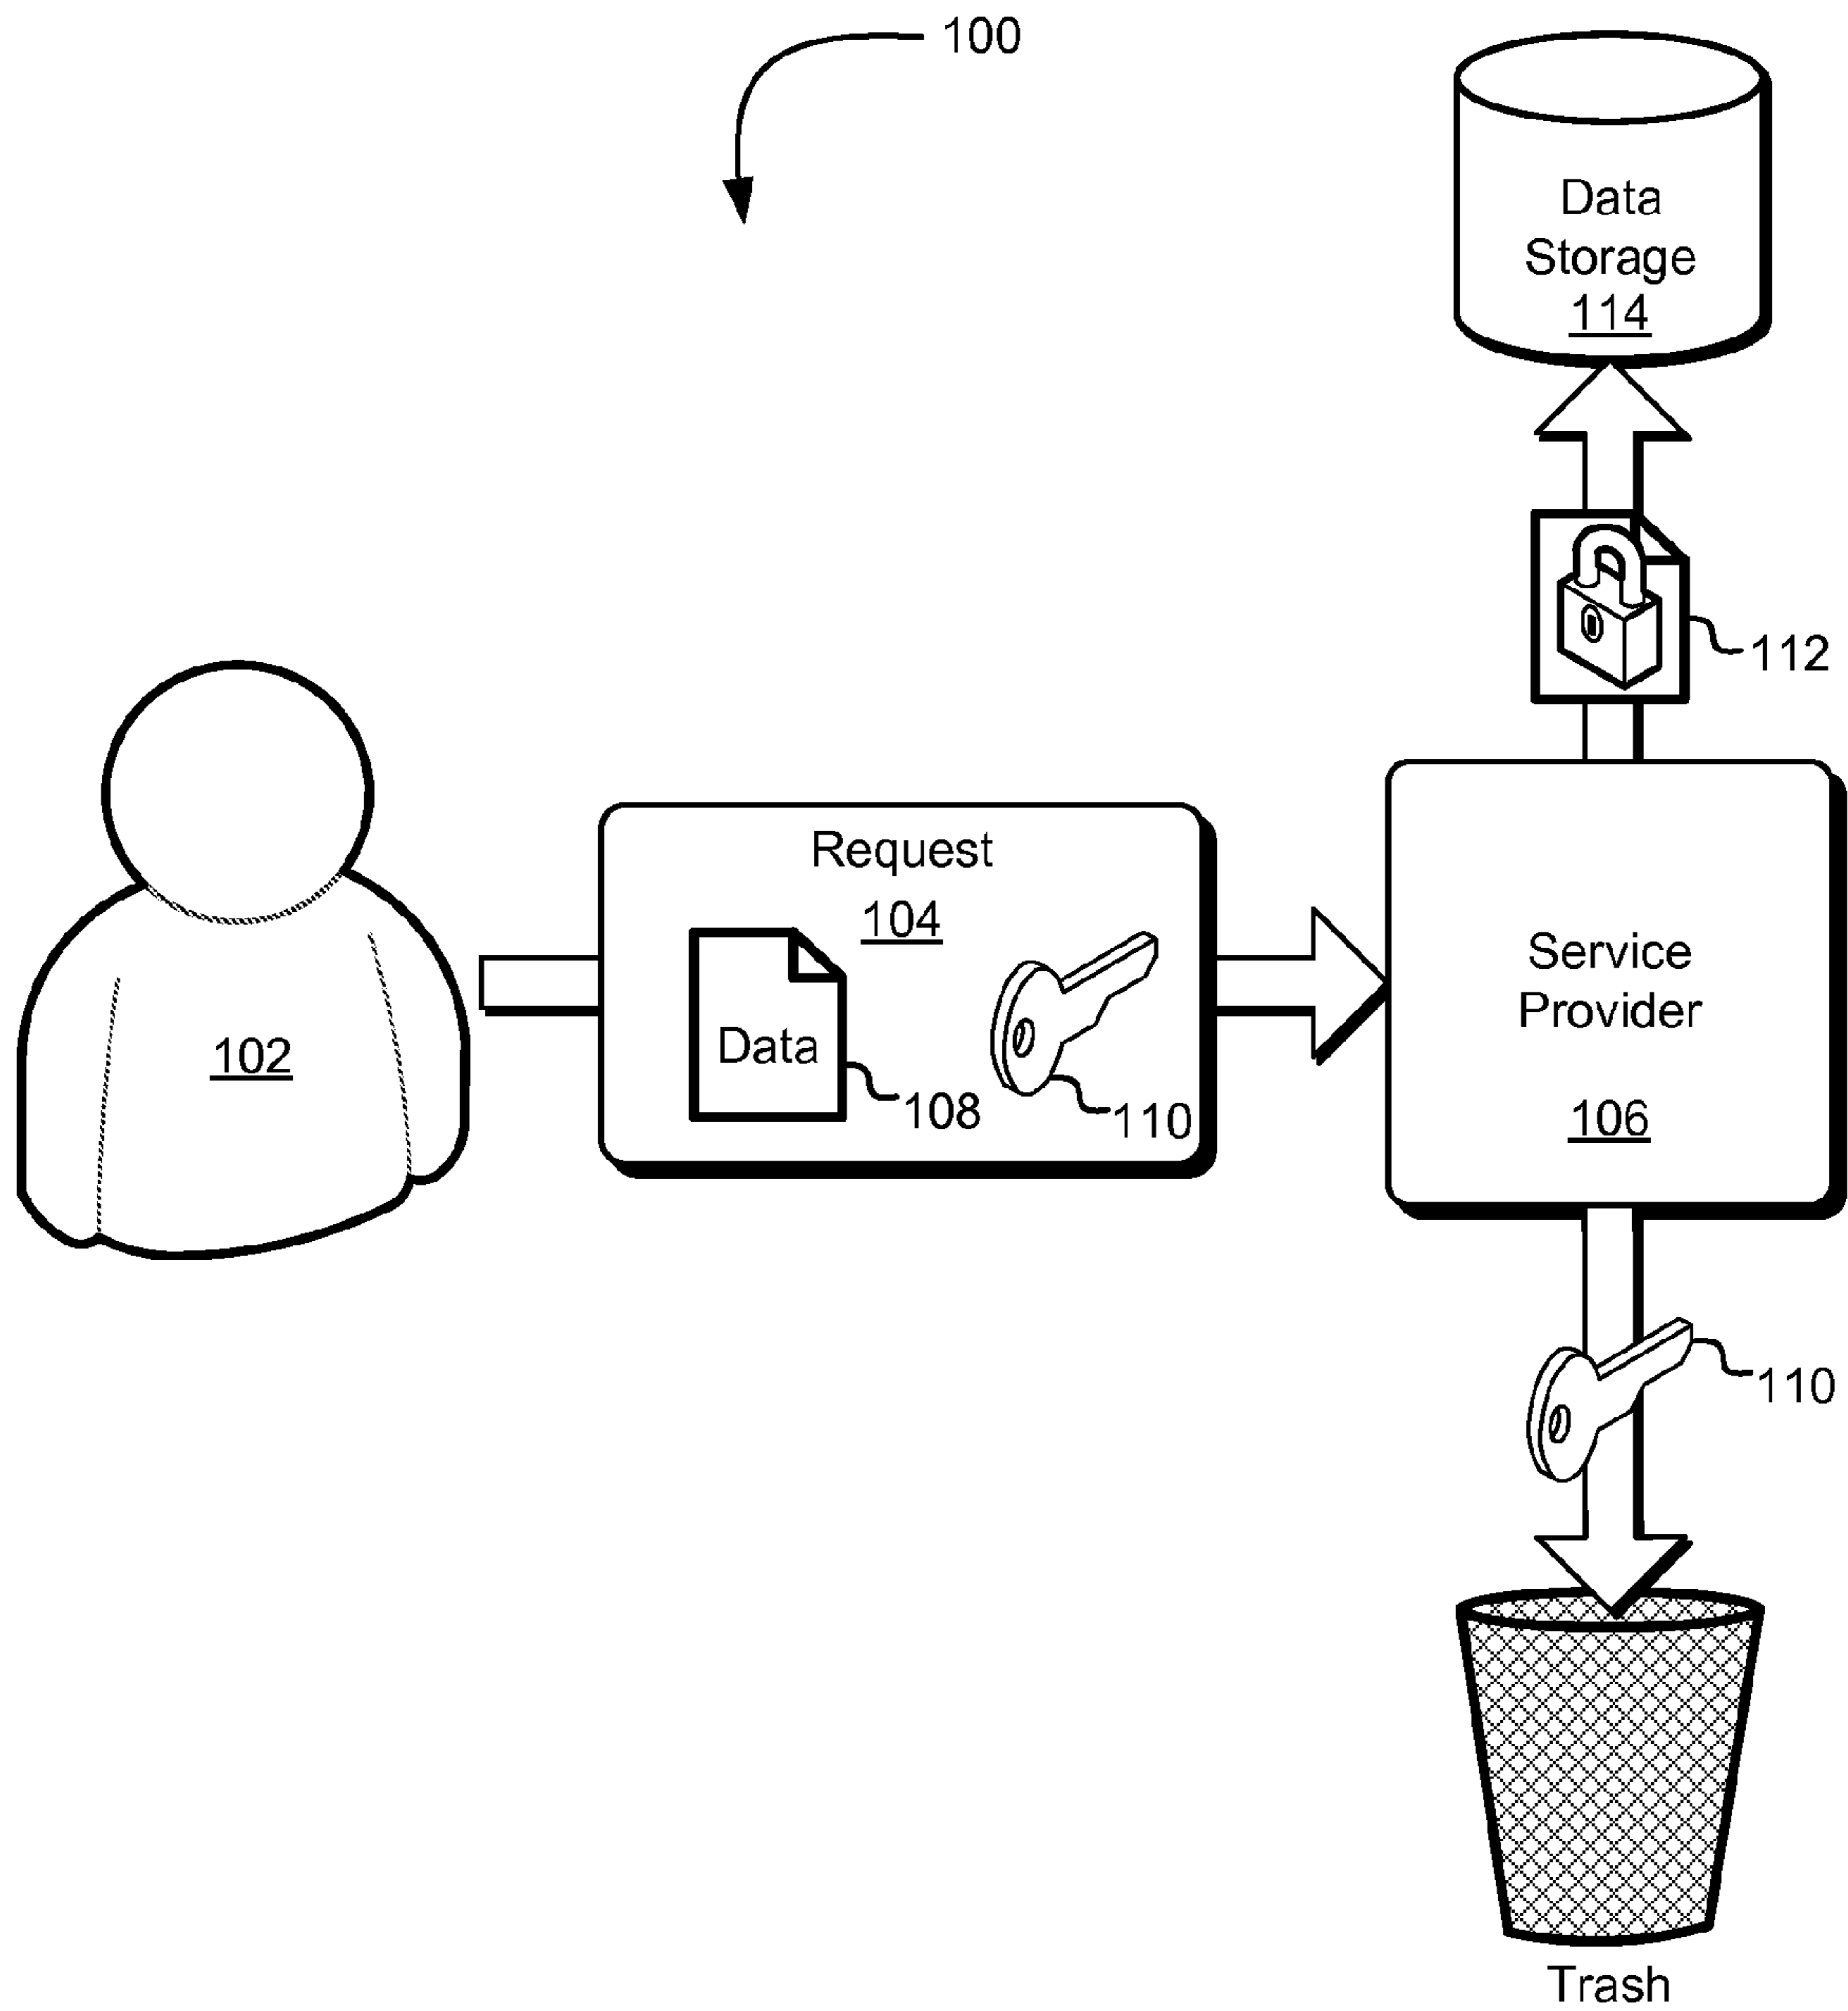 100
Data
Storage
114
112
Request
104
Data
108
110
102
Service
Provider
106
110
Trash